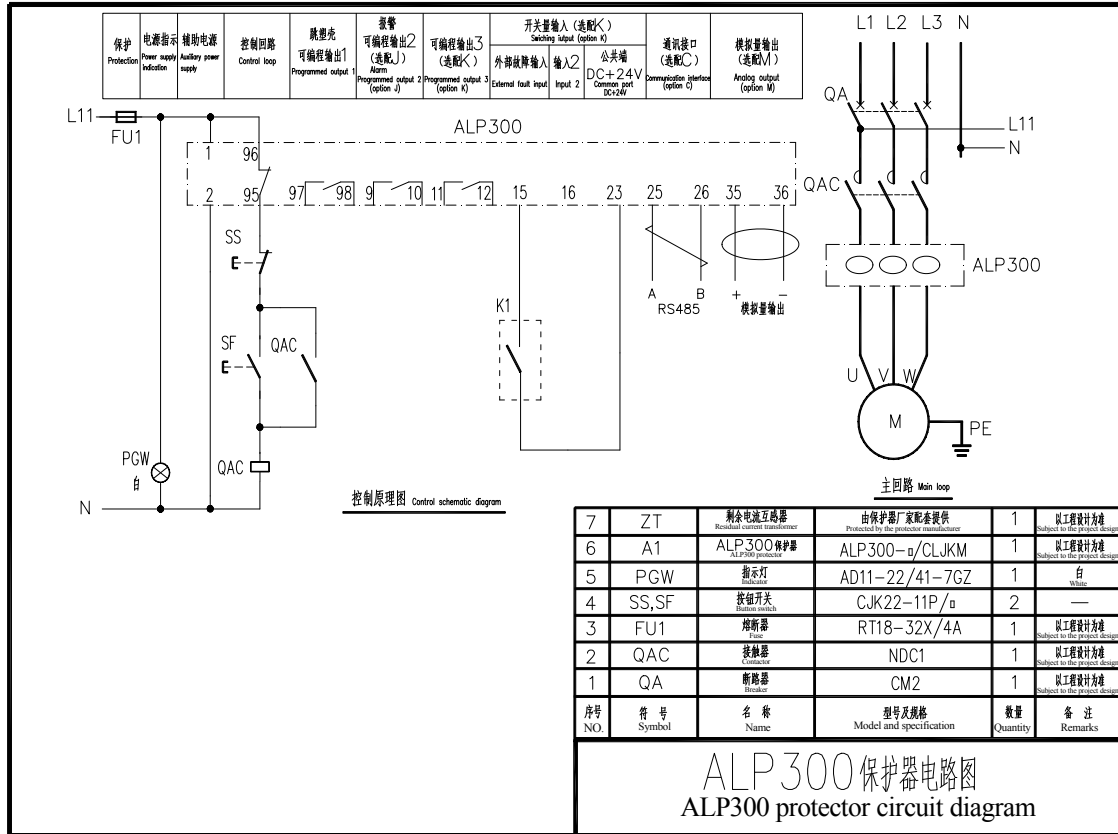 保护
Protection
电源指示
Power supply
indication
辅助电源
Auxiliary power
supply
控制回路
Control loop
脱扣壳
可编程输出1
Programmed output 1
报警
可编程输出2
(选配J)
Alarm
Programmed output 2
(option J)
可编程输出3
(选配K)
Programmed output 3
(option K)
开关量输入(选配K)
Swiching iutput (option K)
外部故障输入
External fault input
输入2
Input 2
公共端
DC+24V
Common port
DC+24V
通讯接口
(选配C)
Communication interface
(option C)
模拟量输出
(选配M)
Analog output
(option M)
L11
FU1
ALP300
1
96
2
95
97
98
9
10
11
12
15
16
23
25
26
35
36
SS
SF
QAC
QAC
PGW
白
N
K1
A
B
RS485
+
−
模拟量输出
控制原理图 Control schematic diagram
L1
L2
L3
N
QA
L11
N
QAC
ALP300
U
V
W
M
PE
主回路 Main loop
7 ZT 剩余电流互感器 由保护器厂家配套提供 1 以工程设计为准
Residual current transformer Protected by the protector manufacturer Subject to the project design
6 A1 ALP300保护器 ALP300-□/CLJKM 1 以工程设计为准
ALP300 protector Subject to the project design
5 PGW 指示灯 AD11-22/41-7GZ 1 白
Indicator White
4 SS,SF 按钮开关 CJK22-11P/□ 2 —
Button switch
3 FU1 熔断器 RT18-32X/4A 1 以工程设计为准
Fuse Subject to the project design
2 QAC 接触器 NDC1 1 以工程设计为准
Contactor Subject to the project design
1 QA 断路器 CM2 1 以工程设计为准
Breaker Subject to the project design
序号 符 号 名 称 型号及规格 数量 备 注
NO. Symbol Name Model and specification Quantity Remarks
ALP300保护器电路图
ALP300 protector circuit diagram